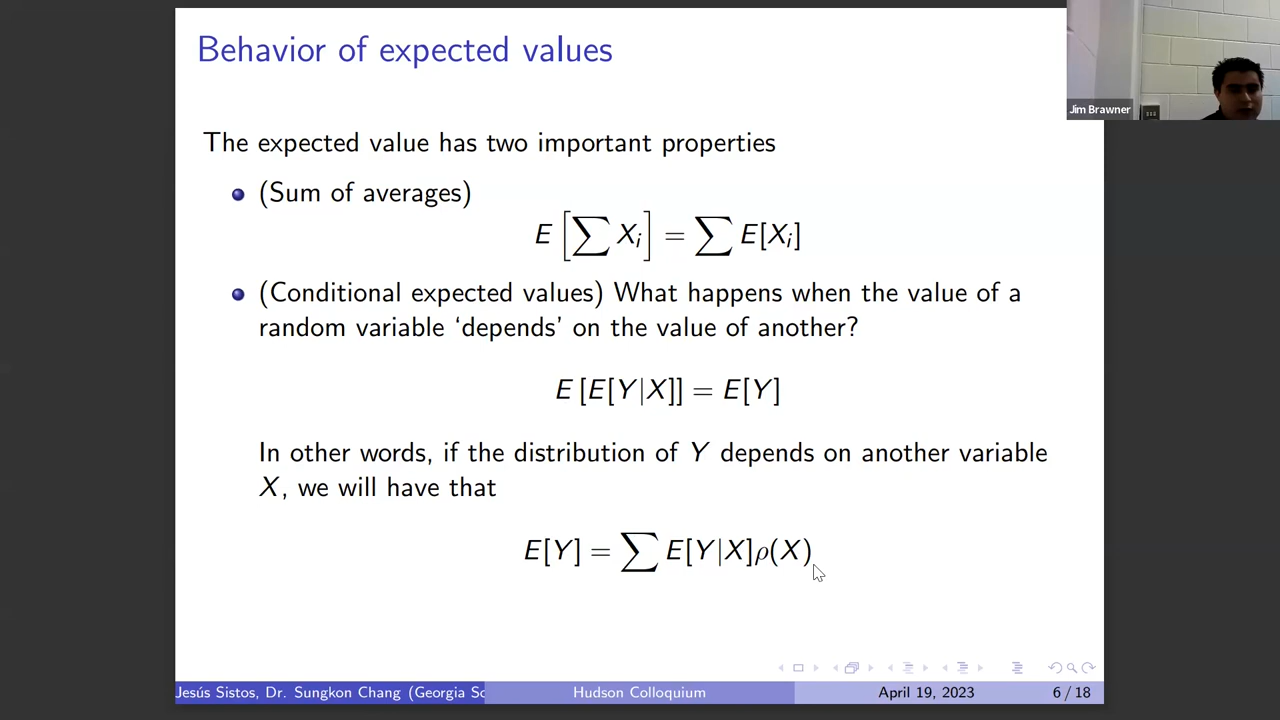 Behavior of expected values
Jim Brawner
The expected value has two important properties
(Sum of averages)
E [∑ Xᵢ] = ∑ E[Xᵢ]
(Conditional expected values) What happens when the value of a
random variable ‘depends’ on the value of another?
E [E[Y|X]] = E[Y]
In other words, if the distribution of Y depends on another variable
X, we will have that
E[Y] = ∑ E[Y|X]ρ(X)
Jesús Sistos, Dr. Sungkon Chang (Georgia So
Hudson Colloquium
April 19, 2023
6 / 18